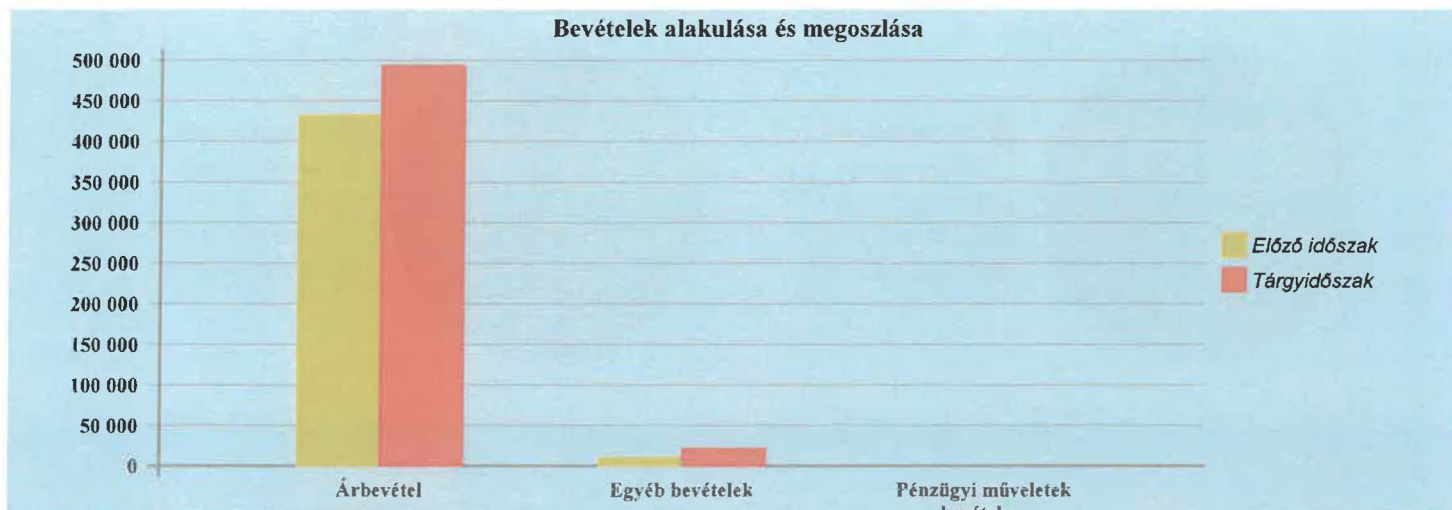 Bevételek alakulása és megoszlása
500 000
450 000
400 000
350 000
300 000
250 000
200 000
150 000
100 000
50 000
0
Előző időszak
Tárgyidőszak
Árbevétel
Egyéb bevételek
Pénzügyi műveletek